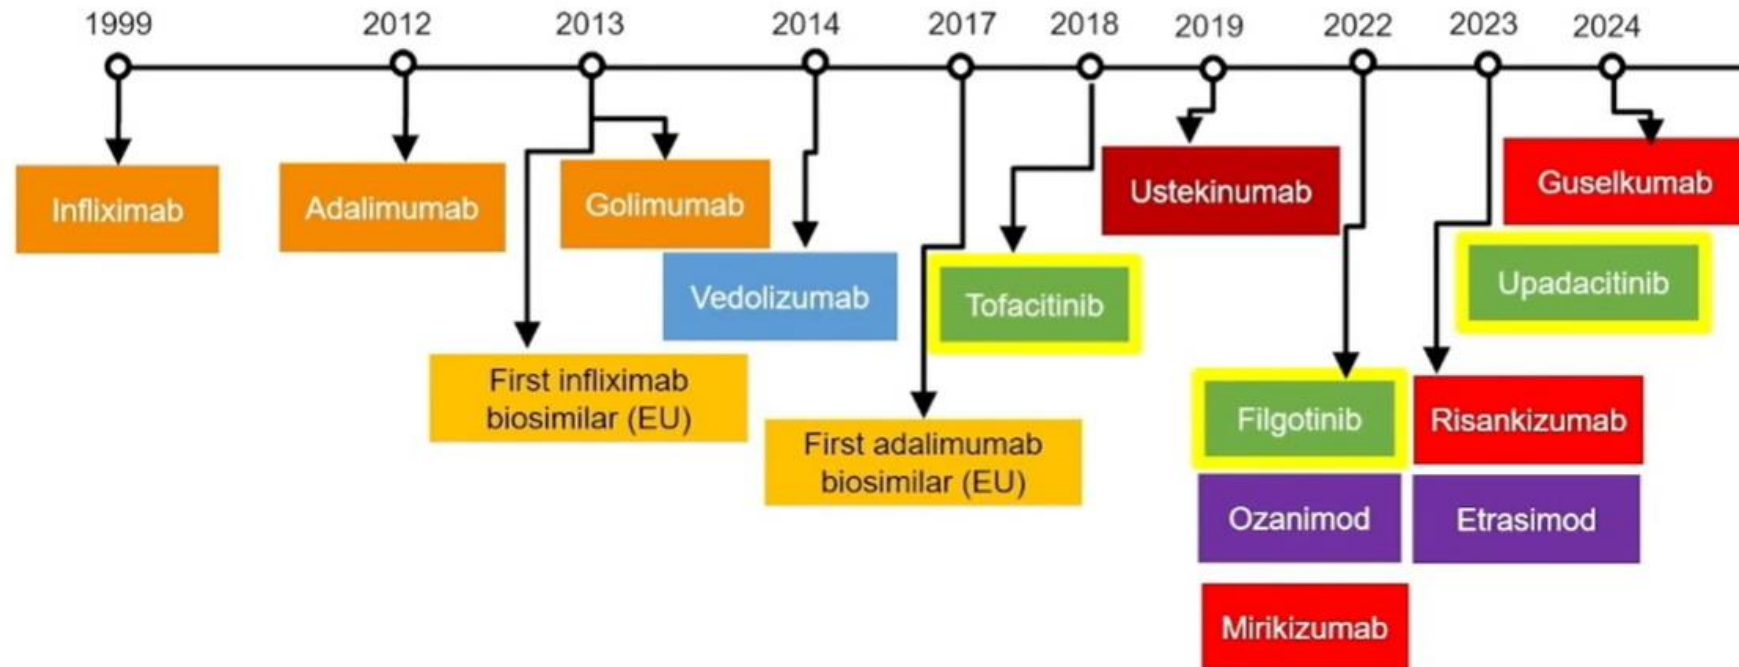 1999 2012 2013 2014 2017 2018 2019 2022 2023 2024
Infliximab
Adalimumab
Golimumab
Vedolizumab
First infliximab
biosimilar (EU)
First adalimumab
biosimilar (EU)
Tofacitinib
Ustekinumab
Filgotinib
Ozanimod
Mirikizumab
Risankizumab
Etrasimod
Guselkumab
Upadacitinib